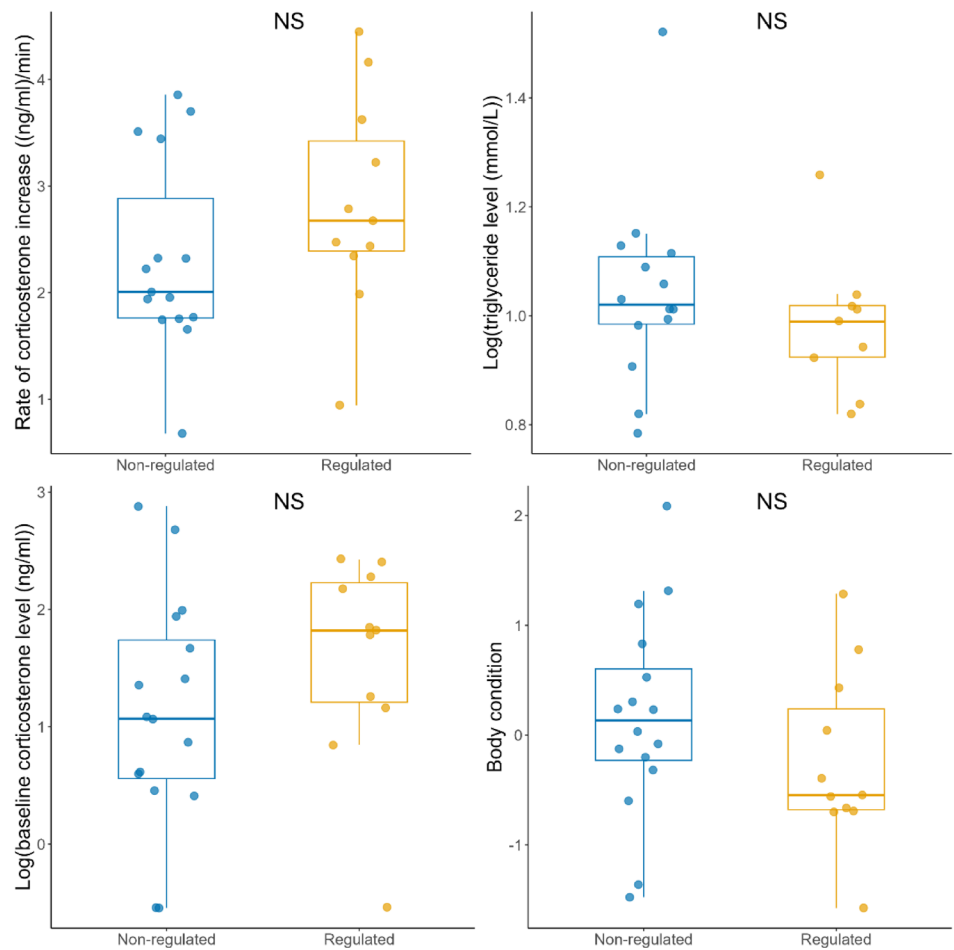 NS
Rate of corticosterone increase ((ng/ml)/min
4
3
2
1
Non-regulated Regulated
NS
Log(triglyceride level (mmol/L))
1.4
1.2
1.0
0.8
Non-regulated Regulated
NS
Log(baseline corticosterone level (ng/ml))
3
2
1
0
Non-regulated Regulated
NS
Body condition
2
1
0
-1
Non-regulated Regulated